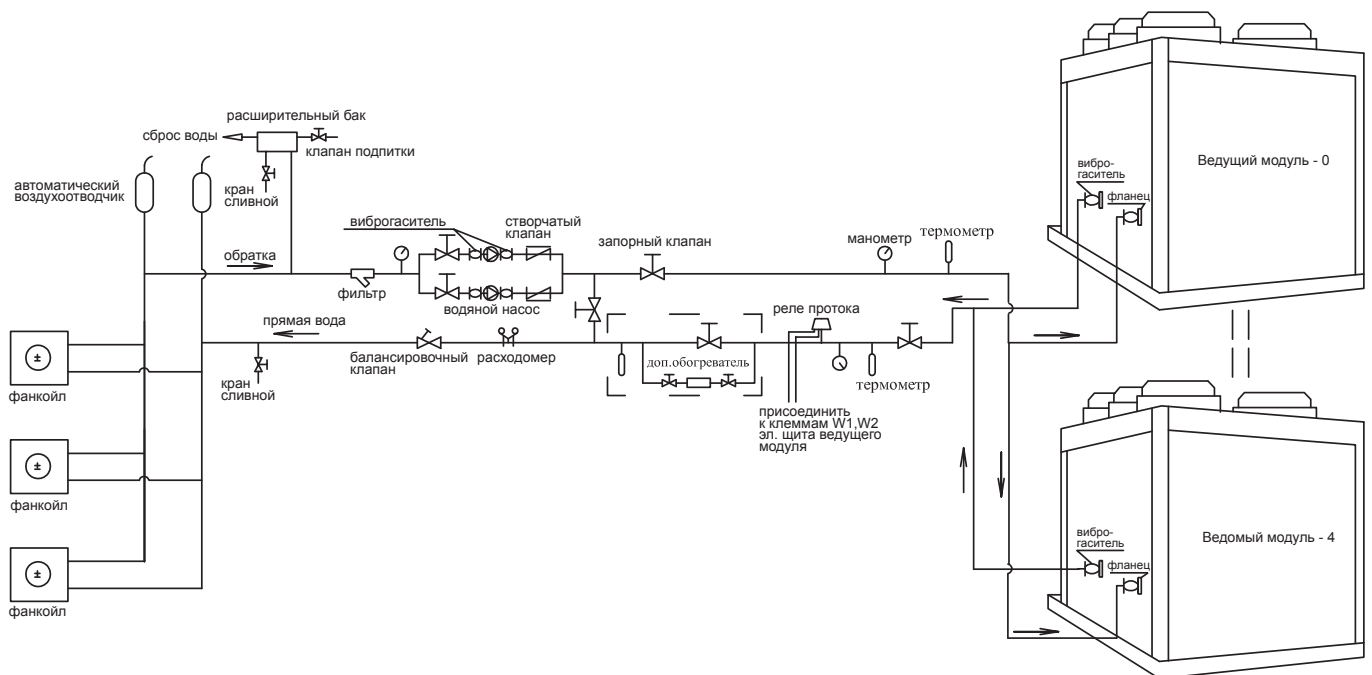 расширительный бак
сброс воды
клапан подпитки
автоматический
воздухоотводчик
кран
сливной
виброгаситель
створчатый
клапан
запорный клапан
манометр
термометр
обратка
фильтр
водяной насос
прямая вода
балансировочный
клапан
расходомер
реле протока
доп.обогреватель
термометр
кран
сливной
присоединить
к клеммам W1,W2
эл. щита ведущего
модуля
фанкойл
фанкойл
фанкойл
вибро-
гаситель
фланец
Ведущий модуль - 0
вибро-
гаситель
фланец
Ведомый модуль - 4